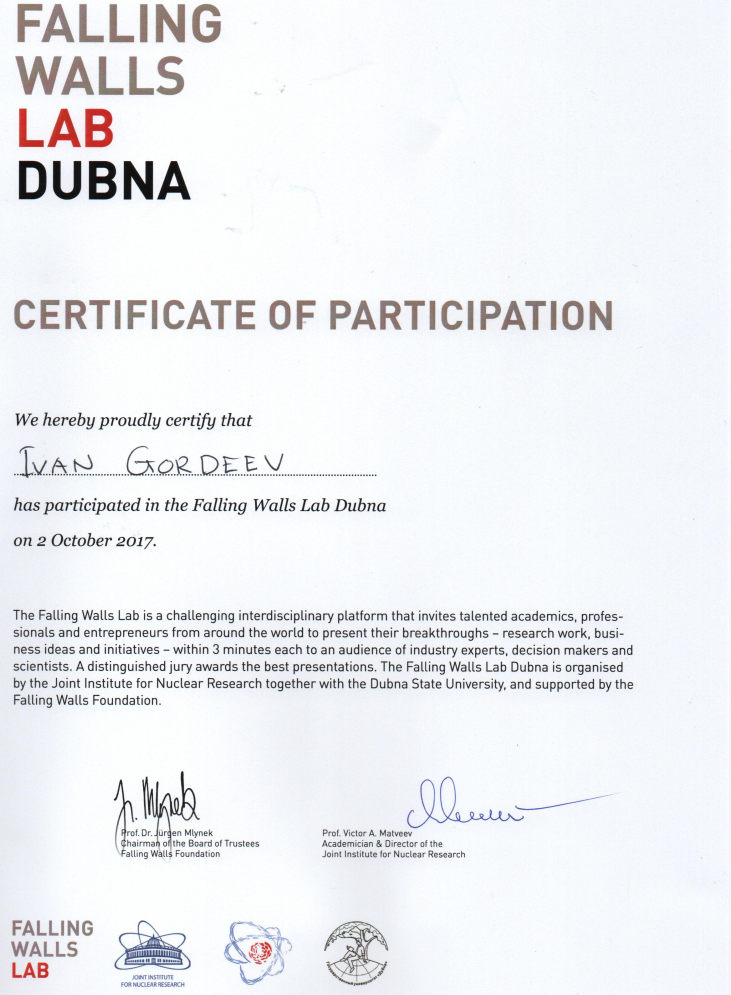 FALLING
WALLS
LAB
DUBNA
CERTIFICATE OF PARTICIPATION
We hereby proudly certify that
IVAN GORDEEV
has participated in the Falling Walls Lab Dubna
on 2 October 2017.
The Falling Walls Lab is a challenging interdisciplinary platform that invites talented academics, profes-
sionals and entrepreneurs from around the world to present their breakthroughs – research work, busi-
ness ideas and initiatives – within 3 minutes each to an audience of industry experts, decision makers and
scientists. A distinguished jury awards the best presentations. The Falling Walls Lab Dubna is organised
by the Joint Institute for Nuclear Research together with the Dubna State University, and supported by the
Falling Walls Foundation.
Jr. Mlynek
Prof. Dr. Jürgen Mlynek
Chairman of the Board of Trustees
Falling Walls Foundation
Prof. Victor A. Matveev
Academician & Director of the
Joint Institute for Nuclear Research
FALLING
WALLS
LAB
JOINT INSTITUTE
FOR NUCLEAR RESEARCH